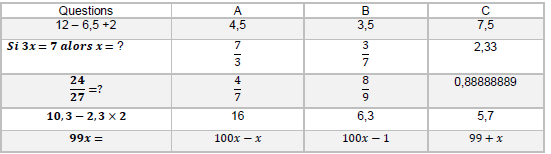 Questions A B C
12 – 6,5 +2 4,5 3,5 7,5
Si 3x = 7 alors x = ? 7/3 3/7 2,33
24/27 =? 4/7 8/9 0,88888889
10,3 − 2,3 × 2 16 6,3 5,7
99x = 100x − x 100x − 1 99 + x